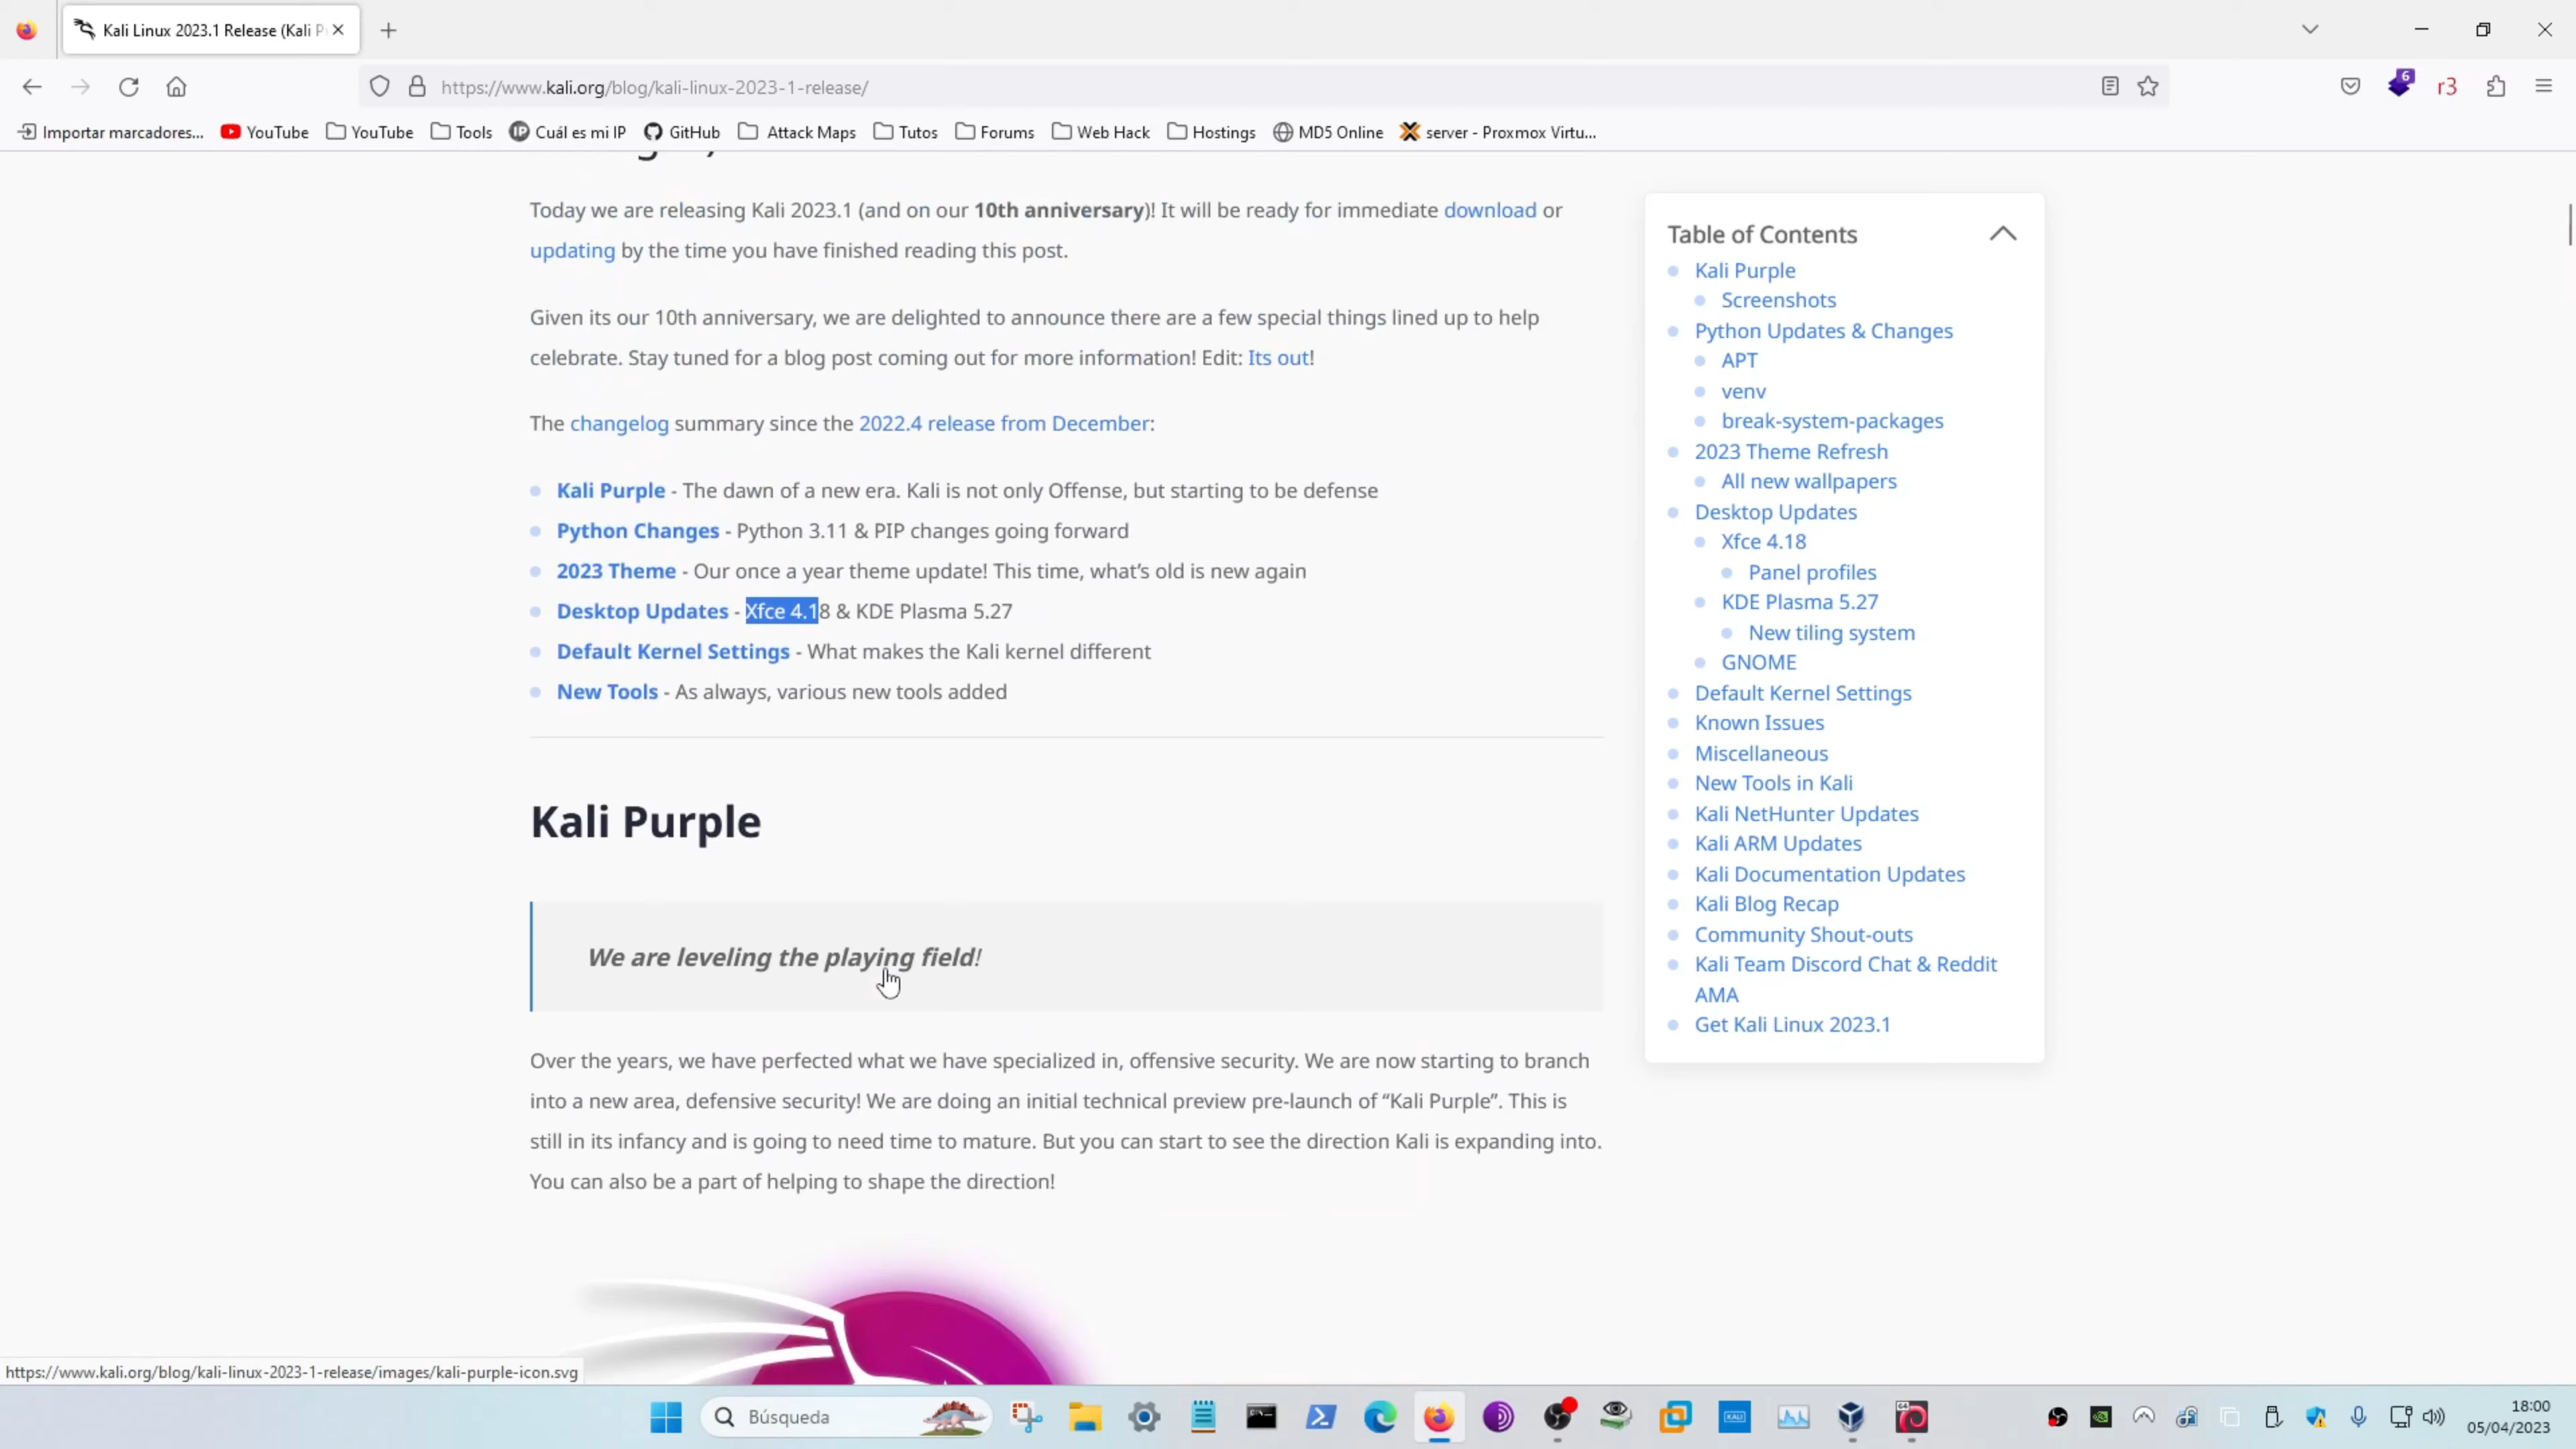 Kali Linux 2023.1 Release (Kali P
https://www.kali.org/blog/kali-linux-2023-1-release/
6
r3
Importar marcadores...
YouTube
YouTube
Tools
Cuál es mi IP
GitHub
Attack Maps
Tutos
Forums
Web Hack
Hostings
MD5 Online
server - Proxmox Virtu...
Today we are releasing Kali 2023.1 (and on our 10th anniversary)! It will be ready for immediate download or
updating by the time you have finished reading this post.
Given its our 10th anniversary, we are delighted to announce there are a few special things lined up to help
celebrate. Stay tuned for a blog post coming out for more information! Edit: Its out!
The changelog summary since the 2022.4 release from December:
Kali Purple - The dawn of a new era. Kali is not only Offense, but starting to be defense
Python Changes - Python 3.11 & PIP changes going forward
2023 Theme - Our once a year theme update! This time, what’s old is new again
Desktop Updates - Xfce 4.18 & KDE Plasma 5.27
Default Kernel Settings - What makes the Kali kernel different
New Tools - As always, various new tools added
Kali Purple
We are leveling the playing field!
Over the years, we have perfected what we have specialized in, offensive security. We are now starting to branch
into a new area, defensive security! We are doing an initial technical preview pre-launch of “Kali Purple”. This is
still in its infancy and is going to need time to mature. But you can start to see the direction Kali is expanding into.
You can also be a part of helping to shape the direction!
Table of Contents
Kali Purple
Screenshots
Python Updates & Changes
APT
venv
break-system-packages
2023 Theme Refresh
All new wallpapers
Desktop Updates
Xfce 4.18
Panel profiles
KDE Plasma 5.27
New tiling system
GNOME
Default Kernel Settings
Known Issues
Miscellaneous
New Tools in Kali
Kali NetHunter Updates
Kali ARM Updates
Kali Documentation Updates
Kali Blog Recap
Community Shout-outs
Kali Team Discord Chat & Reddit
AMA
Get Kali Linux 2023.1
https://www.kali.org/blog/kali-linux-2023-1-release/images/kali-purple-icon.svg
Búsqueda
KALI
64
18:00
05/04/2023